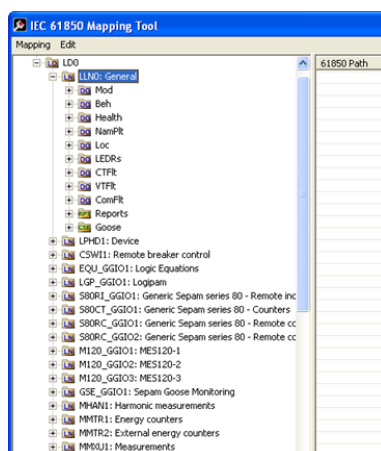 IEC 61850 Mapping Tool
Mapping Edit
LD0
61850 Path
LLN0: General
Mod
Beh
Health
NamPlt
Loc
LEDRs
CTFlt
VTFlt
ComFlt
Reports
Goose
LPHD1: Device
CSWI1: Remote breaker control
EQU_GGIO1: Logic Equations
LGP_GGIO1: Logipam
S80RI_GGIO1: Generic Sepam series 80 - Remote inc
S80CT_GGIO1: Generic Sepam series 80 - Counters
S80RC_GGIO1: Generic Sepam series 80 - Remote cc
S80RC_GGIO2: Generic Sepam series 80 - Remote cc
M120_GGIO1: MES120-1
M120_GGIO2: MES120-2
M120_GGIO3: MES120-3
GSE_GGIO1: Sepam Goose Monitoring
MHAN1: Harmonic measurements
MMTR1: Energy counters
MMTR2: External energy counters
MMXU1: Measurements